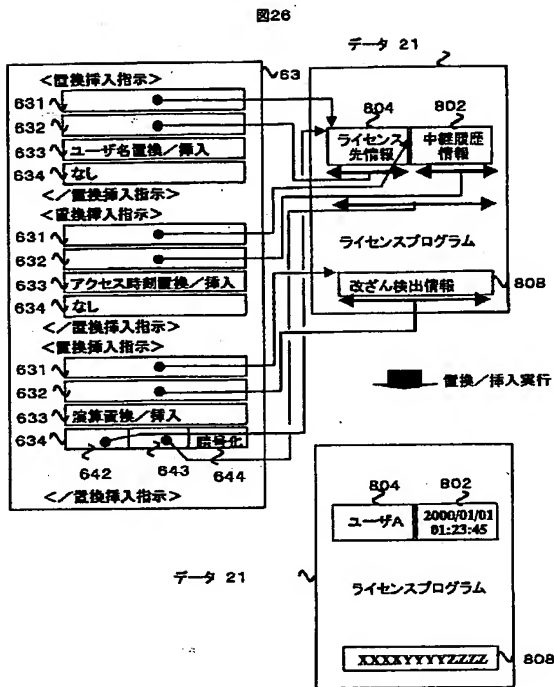 図26
データ 21
63
<置換挿入指示>
631
632
633 ユーザ名置換/挿入
634 なし
</置換挿入指示>
<置換挿入指示>
631
632
633 アクセス時刻置換/挿入
634 なし
</置換挿入指示>
<置換挿入指示>
631
632
633 演算置換/挿入
634 暗号化
642 643 644
</置換挿入指示>
804 802
ライセンス先情報
中継履歴情報
ライセンスプログラム
改ざん検出情報
808
置換/挿入実行
804 802
ユーザA
2000/01/01
01:23:45
データ 21
ライセンスプログラム
XXXXYYYYZZZZ
808